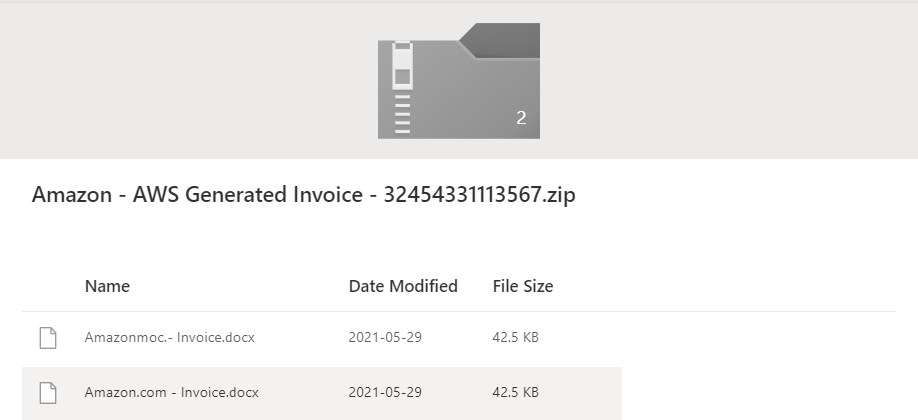 2
Amazon - AWS Generated Invoice - 32454331113567.zip
Name Date Modified File Size
Amazonmoc.- Invoice.docx 2021-05-29 42.5 KB
Amazon.com - Invoice.docx 2021-05-29 42.5 KB